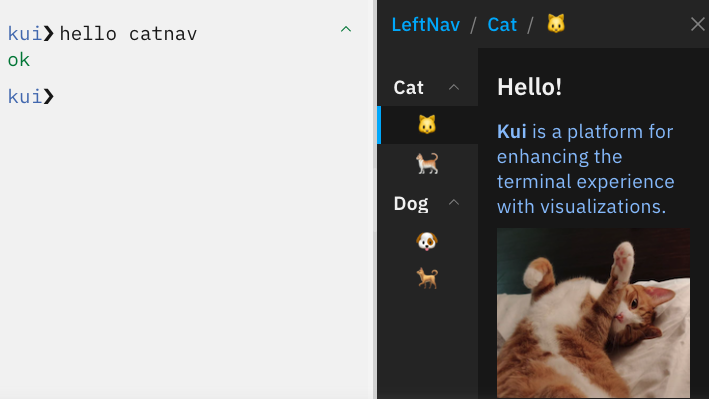 kui❯hello catnav
ok
kui❯
LeftNav / Cat / 🐱
Cat
🐱
🐈
Dog
🐶
🐕
Hello!
Kui is a platform for
enhancing the
terminal experience
with visualizations.